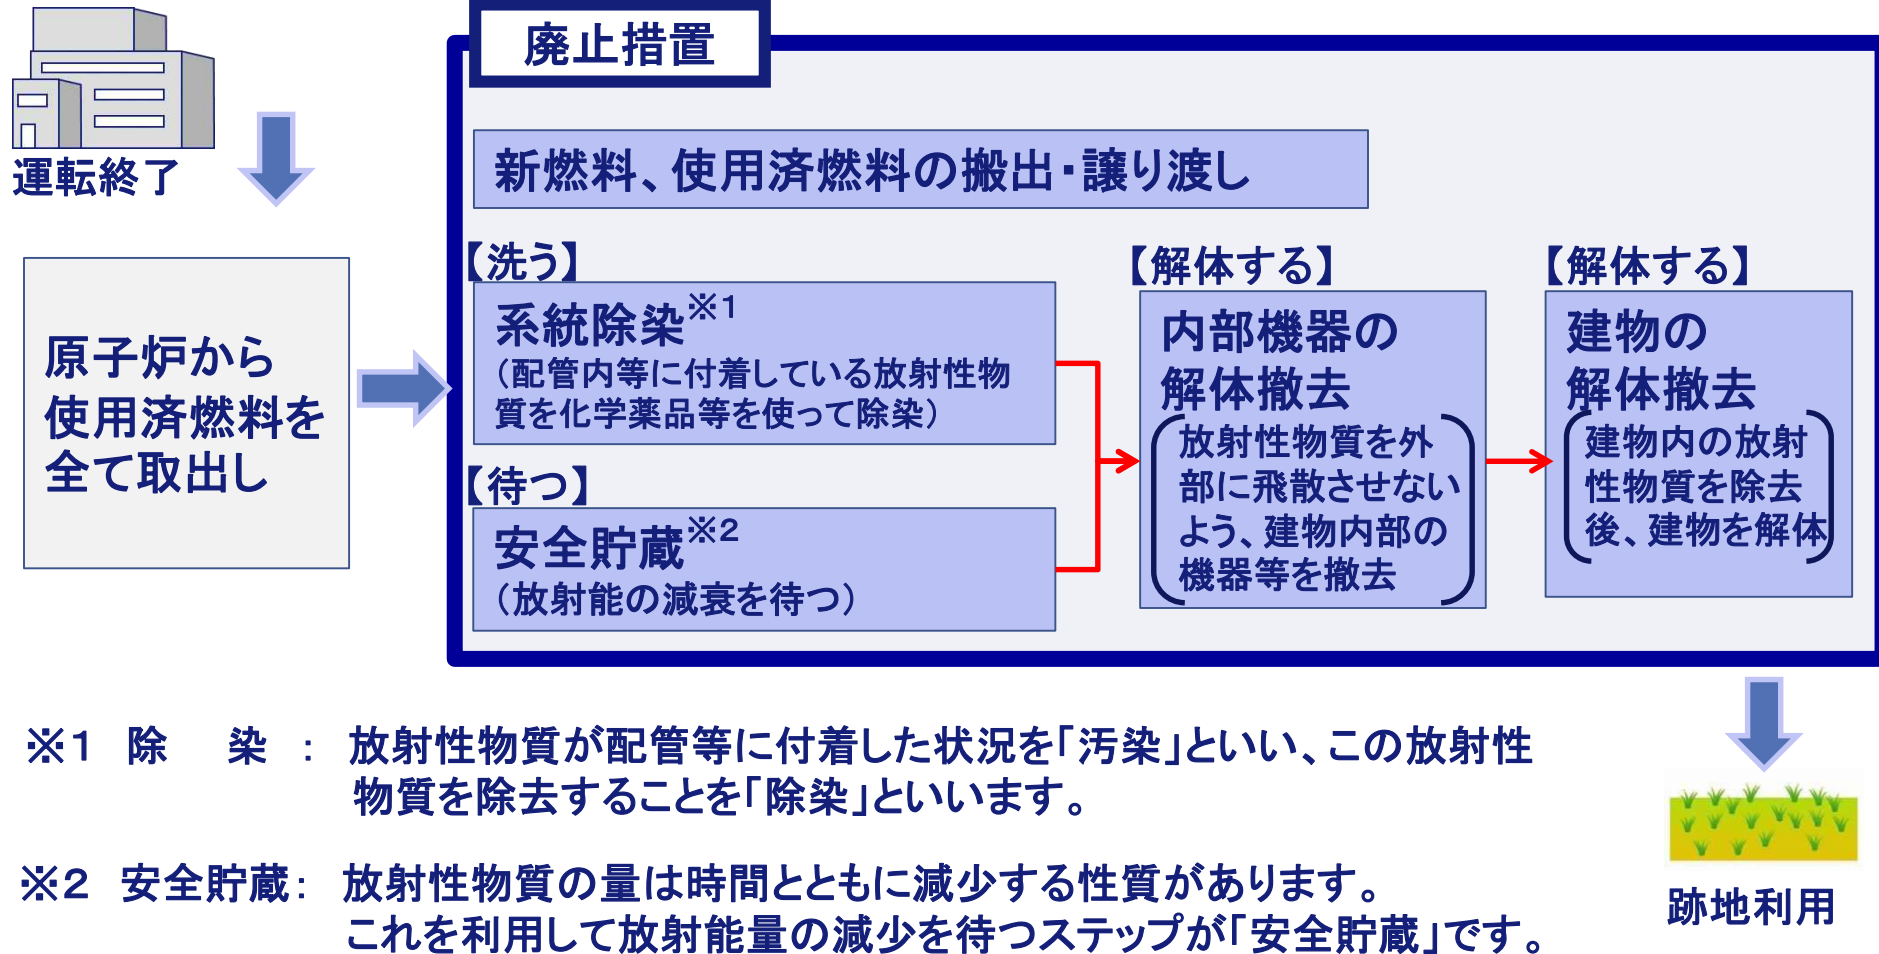 廃止措置
運転終了
新燃料、使用済燃料の搬出・譲り渡し
原子炉から
使用済燃料を
全て取出し
【洗う】
系統除染※1
（配管内等に付着している放射性物
質を化学薬品等を使って除染）
【待つ】
安全貯蔵※2
（放射能の減衰を待つ）
【解体する】
内部機器の
解体撤去
放射性物質を外
部に飛散させない
よう、建物内部の
機器等を撤去
【解体する】
建物の
解体撤去
建物内の放射
性物質を除去
後、建物を解体
※1 除　染 ： 放射性物質が配管等に付着した状況を「汚染」といい、この放射性
物質を除去することを「除染」といいます。
※2 安全貯蔵： 放射性物質の量は時間とともに減少する性質があります。
これを利用して放射能量の減少を待つステップが「安全貯蔵」です。
跡地利用